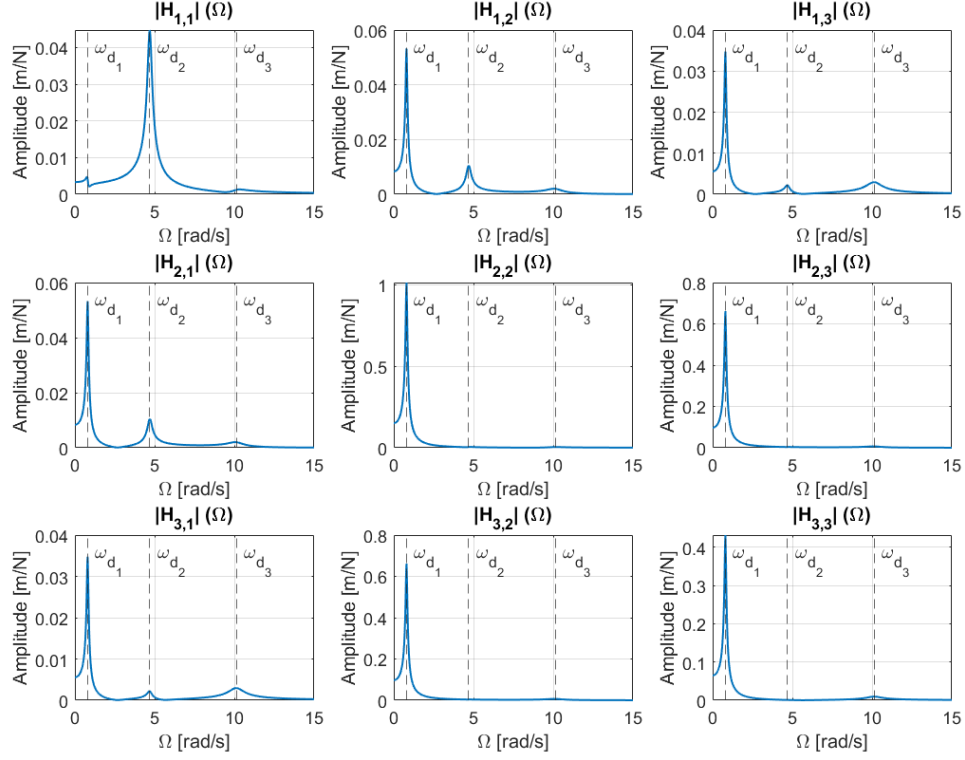 |H1,1| (Ω)
Amplitude [m/N]
0.04
0.03
0.02
0.01
0
ωd1
ωd2
ωd3
0 5 10 15
Ω [rad/s]
|H1,2| (Ω)
Amplitude [m/N]
0.06
0.04
0.02
0
ωd1
ωd2
ωd3
0 5 10 15
Ω [rad/s]
|H1,3| (Ω)
Amplitude [m/N]
0.04
0.03
0.02
0.01
0
ωd1
ωd2
ωd3
0 5 10 15
Ω [rad/s]
|H2,1| (Ω)
Amplitude [m/N]
0.06
0.04
0.02
0
ωd1
ωd2
ωd3
0 5 10 15
Ω [rad/s]
|H2,2| (Ω)
Amplitude [m/N]
1
0.5
0
ωd1
ωd2
ωd3
0 5 10 15
Ω [rad/s]
|H2,3| (Ω)
Amplitude [m/N]
0.8
0.6
0.4
0.2
0
ωd1
ωd2
ωd3
0 5 10 15
Ω [rad/s]
|H3,1| (Ω)
Amplitude [m/N]
0.04
0.03
0.02
0.01
0
ωd1
ωd2
ωd3
0 5 10 15
Ω [rad/s]
|H3,2| (Ω)
Amplitude [m/N]
0.8
0.6
0.4
0.2
0
ωd1
ωd2
ωd3
0 5 10 15
Ω [rad/s]
|H3,3| (Ω)
Amplitude [m/N]
0.4
0.3
0.2
0.1
0
ωd1
ωd2
ωd3
0 5 10 15
Ω [rad/s]